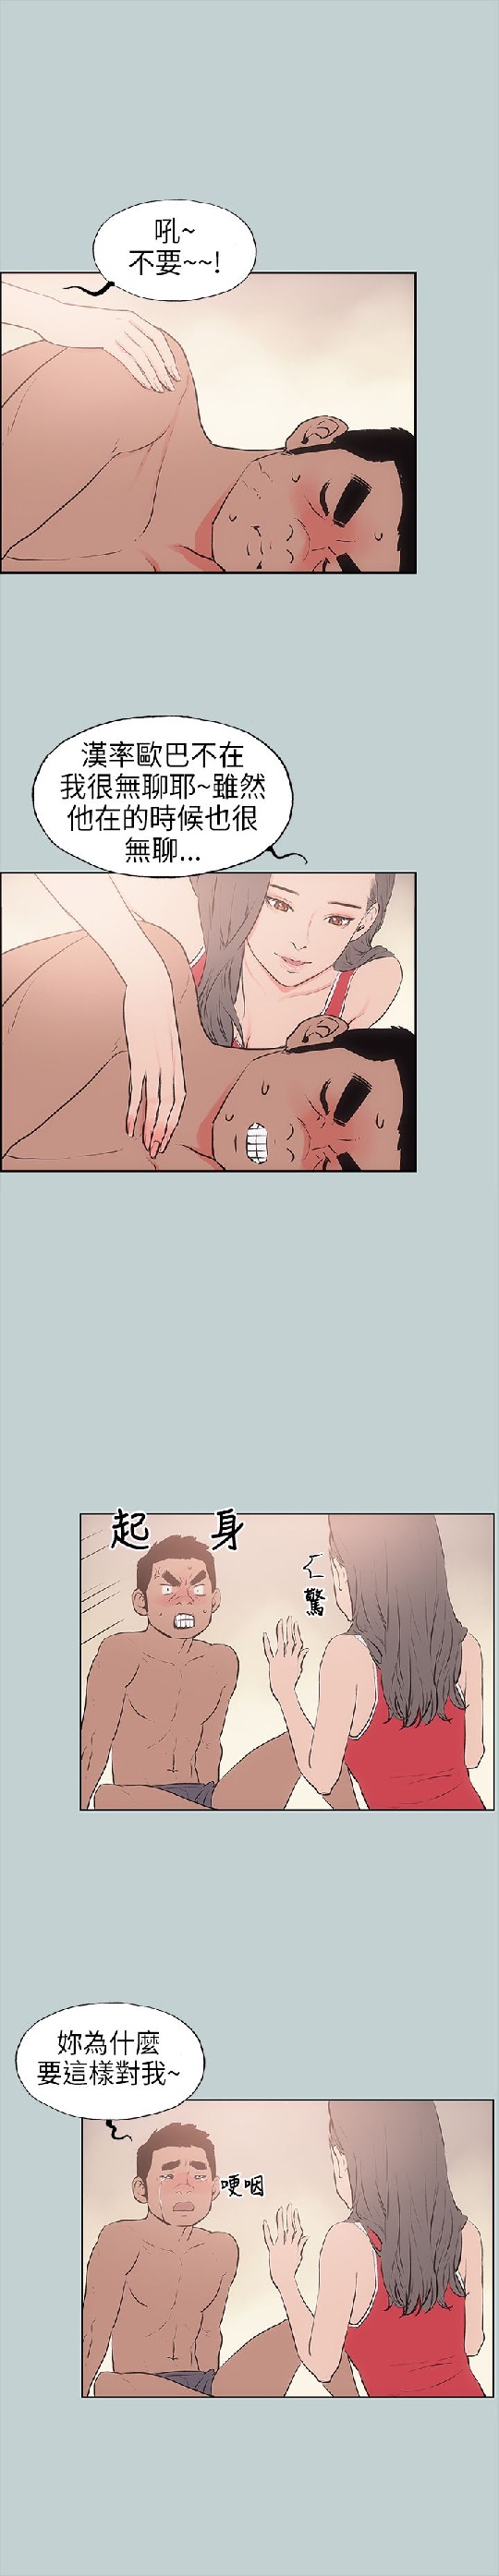 吼~
不要~~!
漢率歐巴不在
我很無聊耶~雖然
他在的時候也很
無聊...
起 身
ㄈ驚
妳為什麼
要這樣對我~
哽咽